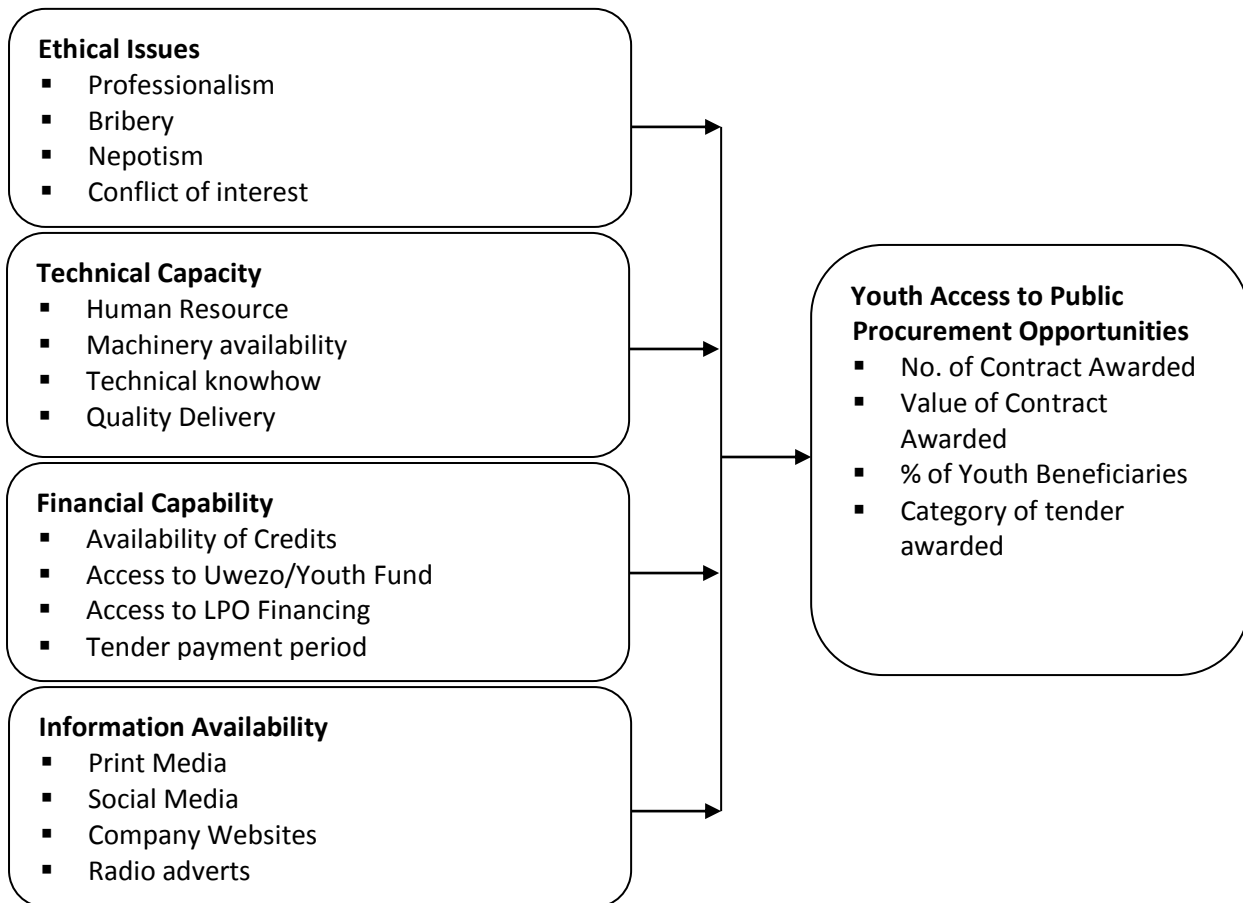 Ethical Issues
▪ Professionalism
▪ Bribery
▪ Nepotism
▪ Conflict of interest
Technical Capacity
▪ Human Resource
▪ Machinery availability
▪ Technical knowhow
▪ Quality Delivery
Financial Capability
▪ Availability of Credits
▪ Access to Uwezo/Youth Fund
▪ Access to LPO Financing
▪ Tender payment period
Information Availability
▪ Print Media
▪ Social Media
▪ Company Websites
▪ Radio adverts
Youth Access to Public
Procurement Opportunities
▪ No. of Contract Awarded
▪ Value of Contract
Awarded
▪ % of Youth Beneficiaries
▪ Category of tender
awarded